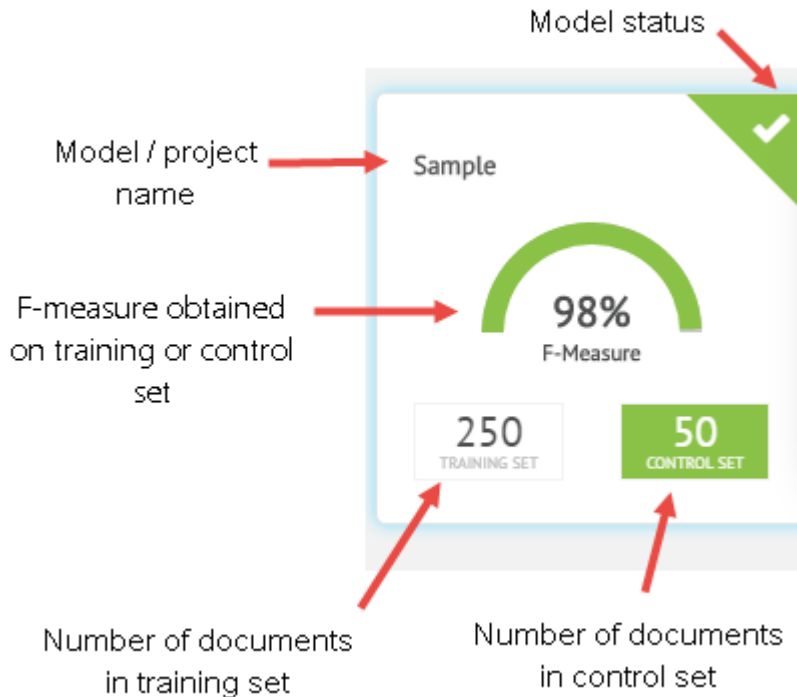 Model status
Model / project
name
Sample
F-measure obtained
on training or control
set
98%
F-Measure
250
TRAINING SET
50
CONTROL SET
Number of documents
in training set
Number of documents
in control set